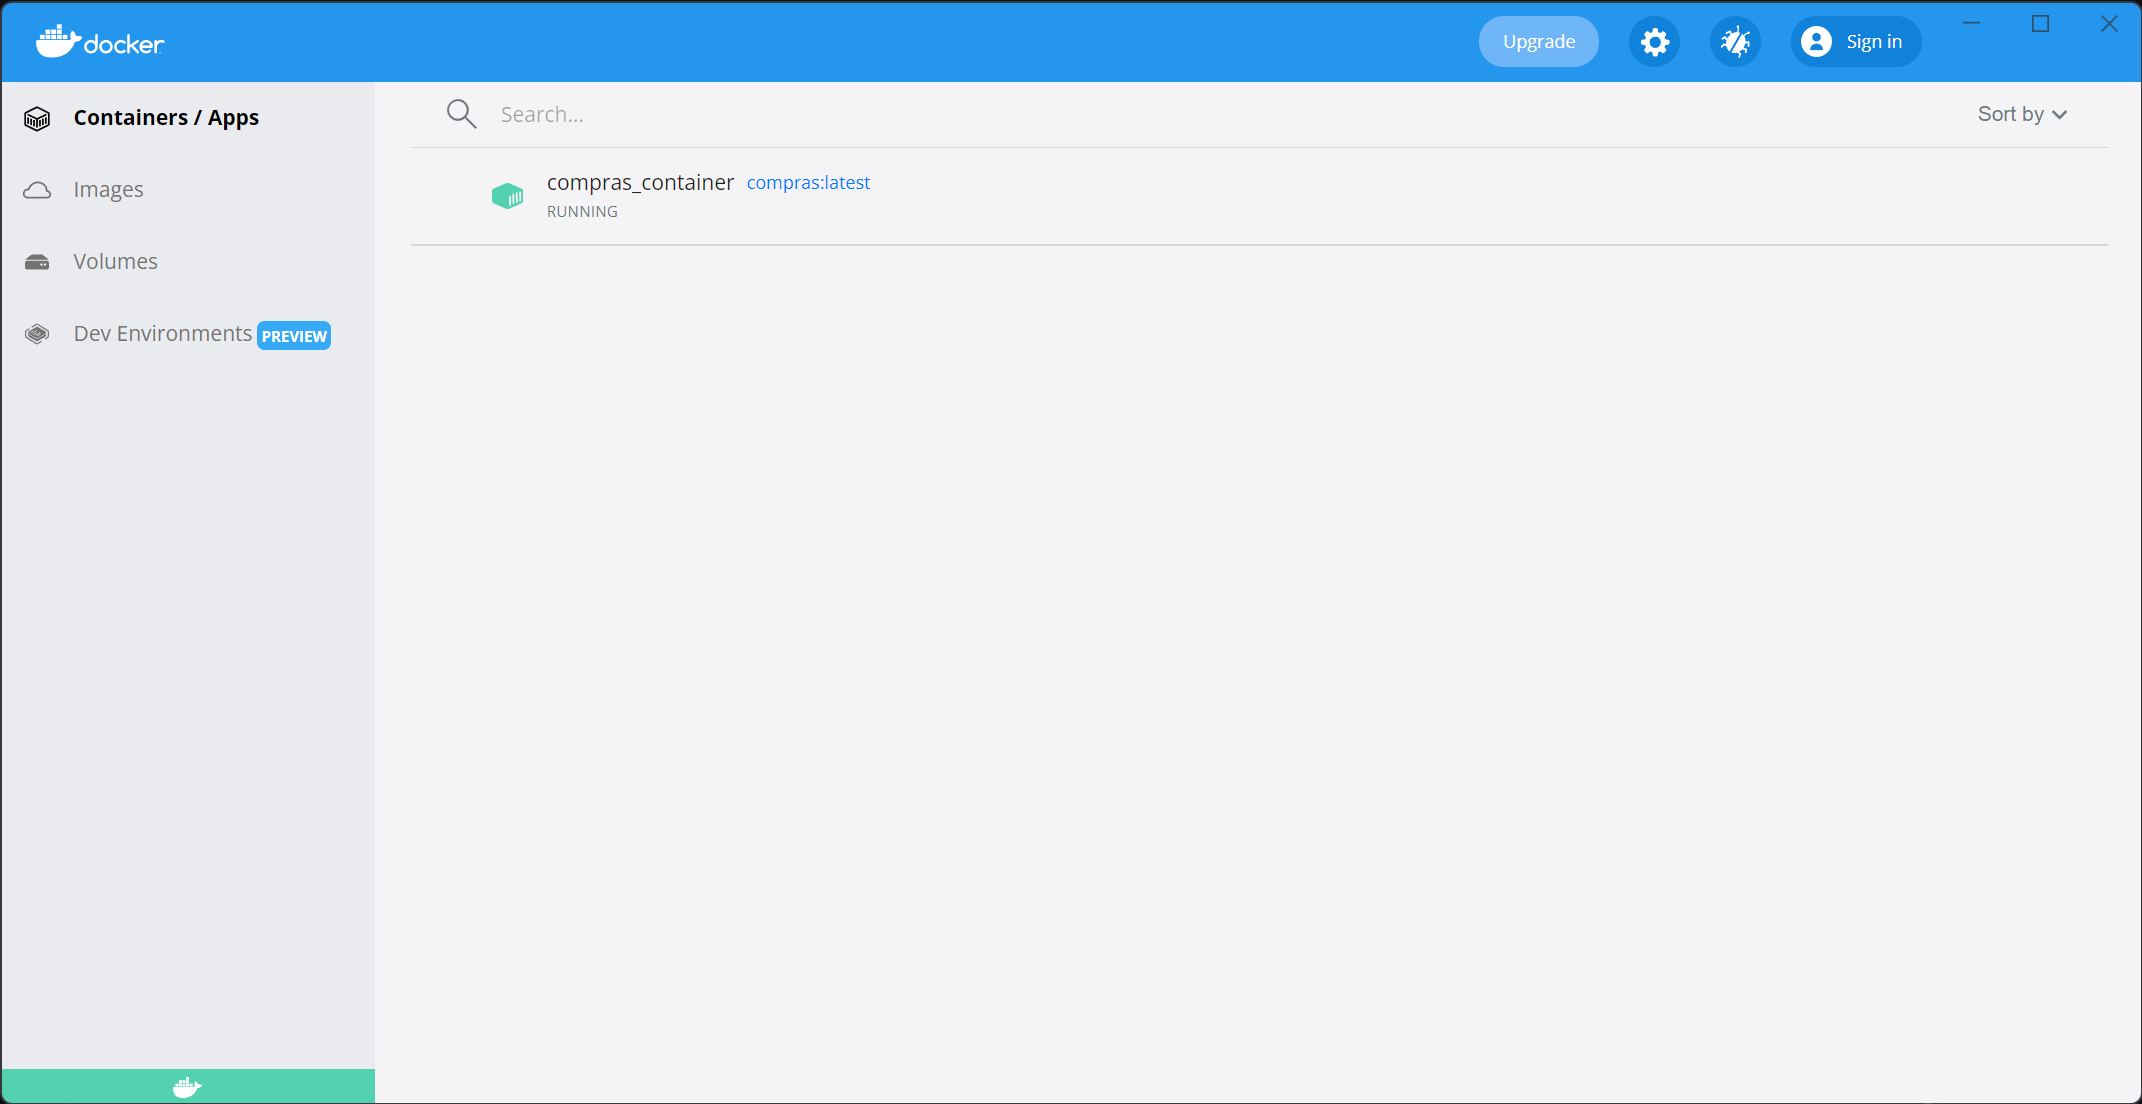 docker
Upgrade
Sign in
Containers / Apps
Images
Volumes
Dev Environments PREVIEW
Search...
Sort by
compras_container compras:latest
RUNNING